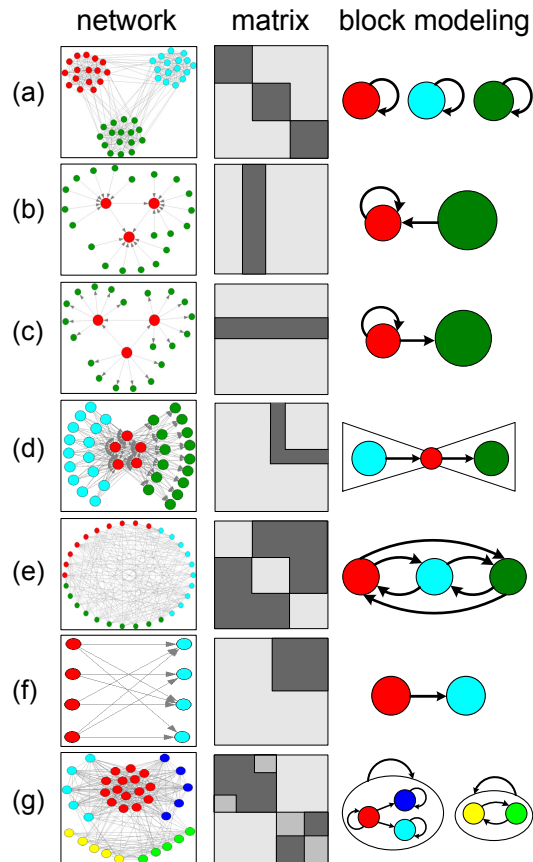 network matrix block modeling
(a)
(b)
(c)
(d)
(e)
(f)
(g)